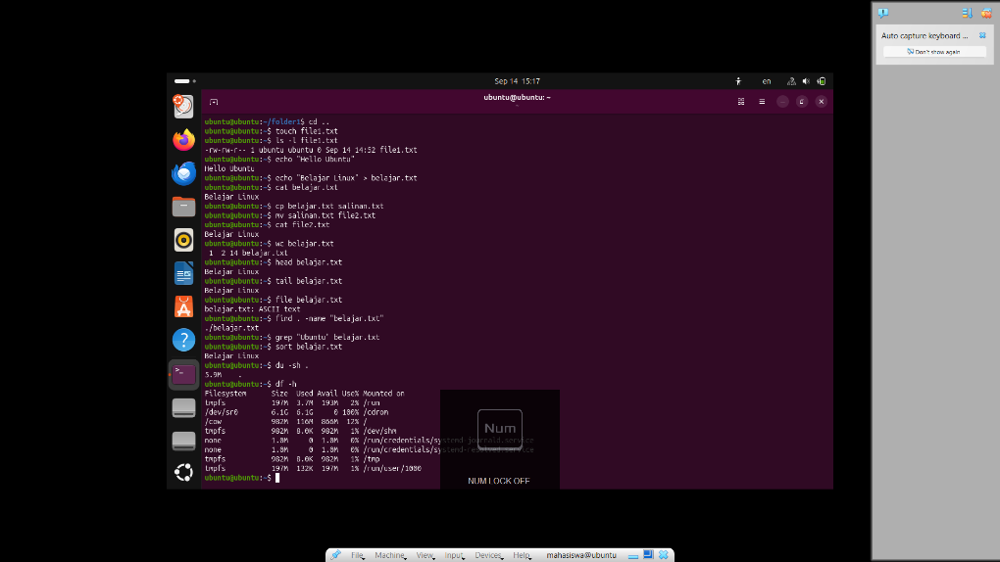 Sep 14 15:17
en
ubuntu@ubuntu: ~
ubuntu@ubuntu:~/folder1$ cd ..
ubuntu@ubuntu:~$ touch file1.txt
ubuntu@ubuntu:~$ ls -l file1.txt
-rw-rw-r-- 1 ubuntu ubuntu 0 Sep 14 14:52 file1.txt
ubuntu@ubuntu:~$ echo "Hello Ubuntu"
Hello Ubuntu
ubuntu@ubuntu:~$ echo "Belajar Linux" > belajar.txt
ubuntu@ubuntu:~$ cat belajar.txt
Belajar Linux
ubuntu@ubuntu:~$ cp belajar.txt salinan.txt
ubuntu@ubuntu:~$ mv salinan.txt file2.txt
ubuntu@ubuntu:~$ cat file2.txt
Belajar Linux
ubuntu@ubuntu:~$ wc belajar.txt
 1  2 14 belajar.txt
ubuntu@ubuntu:~$ head belajar.txt
Belajar Linux
ubuntu@ubuntu:~$ tail belajar.txt
Belajar Linux
ubuntu@ubuntu:~$ file belajar.txt
belajar.txt: ASCII text
ubuntu@ubuntu:~$ find . -name "belajar.txt"
./belajar.txt
ubuntu@ubuntu:~$ grep "Ubuntu" belajar.txt
ubuntu@ubuntu:~$ sort belajar.txt
Belajar Linux
ubuntu@ubuntu:~$ du -sh .
5.9M    .
ubuntu@ubuntu:~$ df -h
Filesystem      Size  Used Avail Use% Mounted on
tmpfs           197M  3.7M  193M   2% /run
/dev/sr0        6.1G  6.1G     0 100% /cdrom
/cow            982M  116M  866M  12% /
tmpfs           982M  8.0K  982M   1% /dev/shm
none            1.0M     0  1.0M   0% /run/credentials/systemd-journald.service
none            1.0M     0  1.0M   0% /run/credentials/systemd-resolved.service
tmpfs           982M  8.0K  982M   1% /tmp
tmpfs           197M  132K  197M   1% /run/user/1000
ubuntu@ubuntu:~$
Num
NUM LOCK OFF
Auto capture keyboard ...
Don't show again
File Machine View Input Devices Help mahasiswa@ubuntu